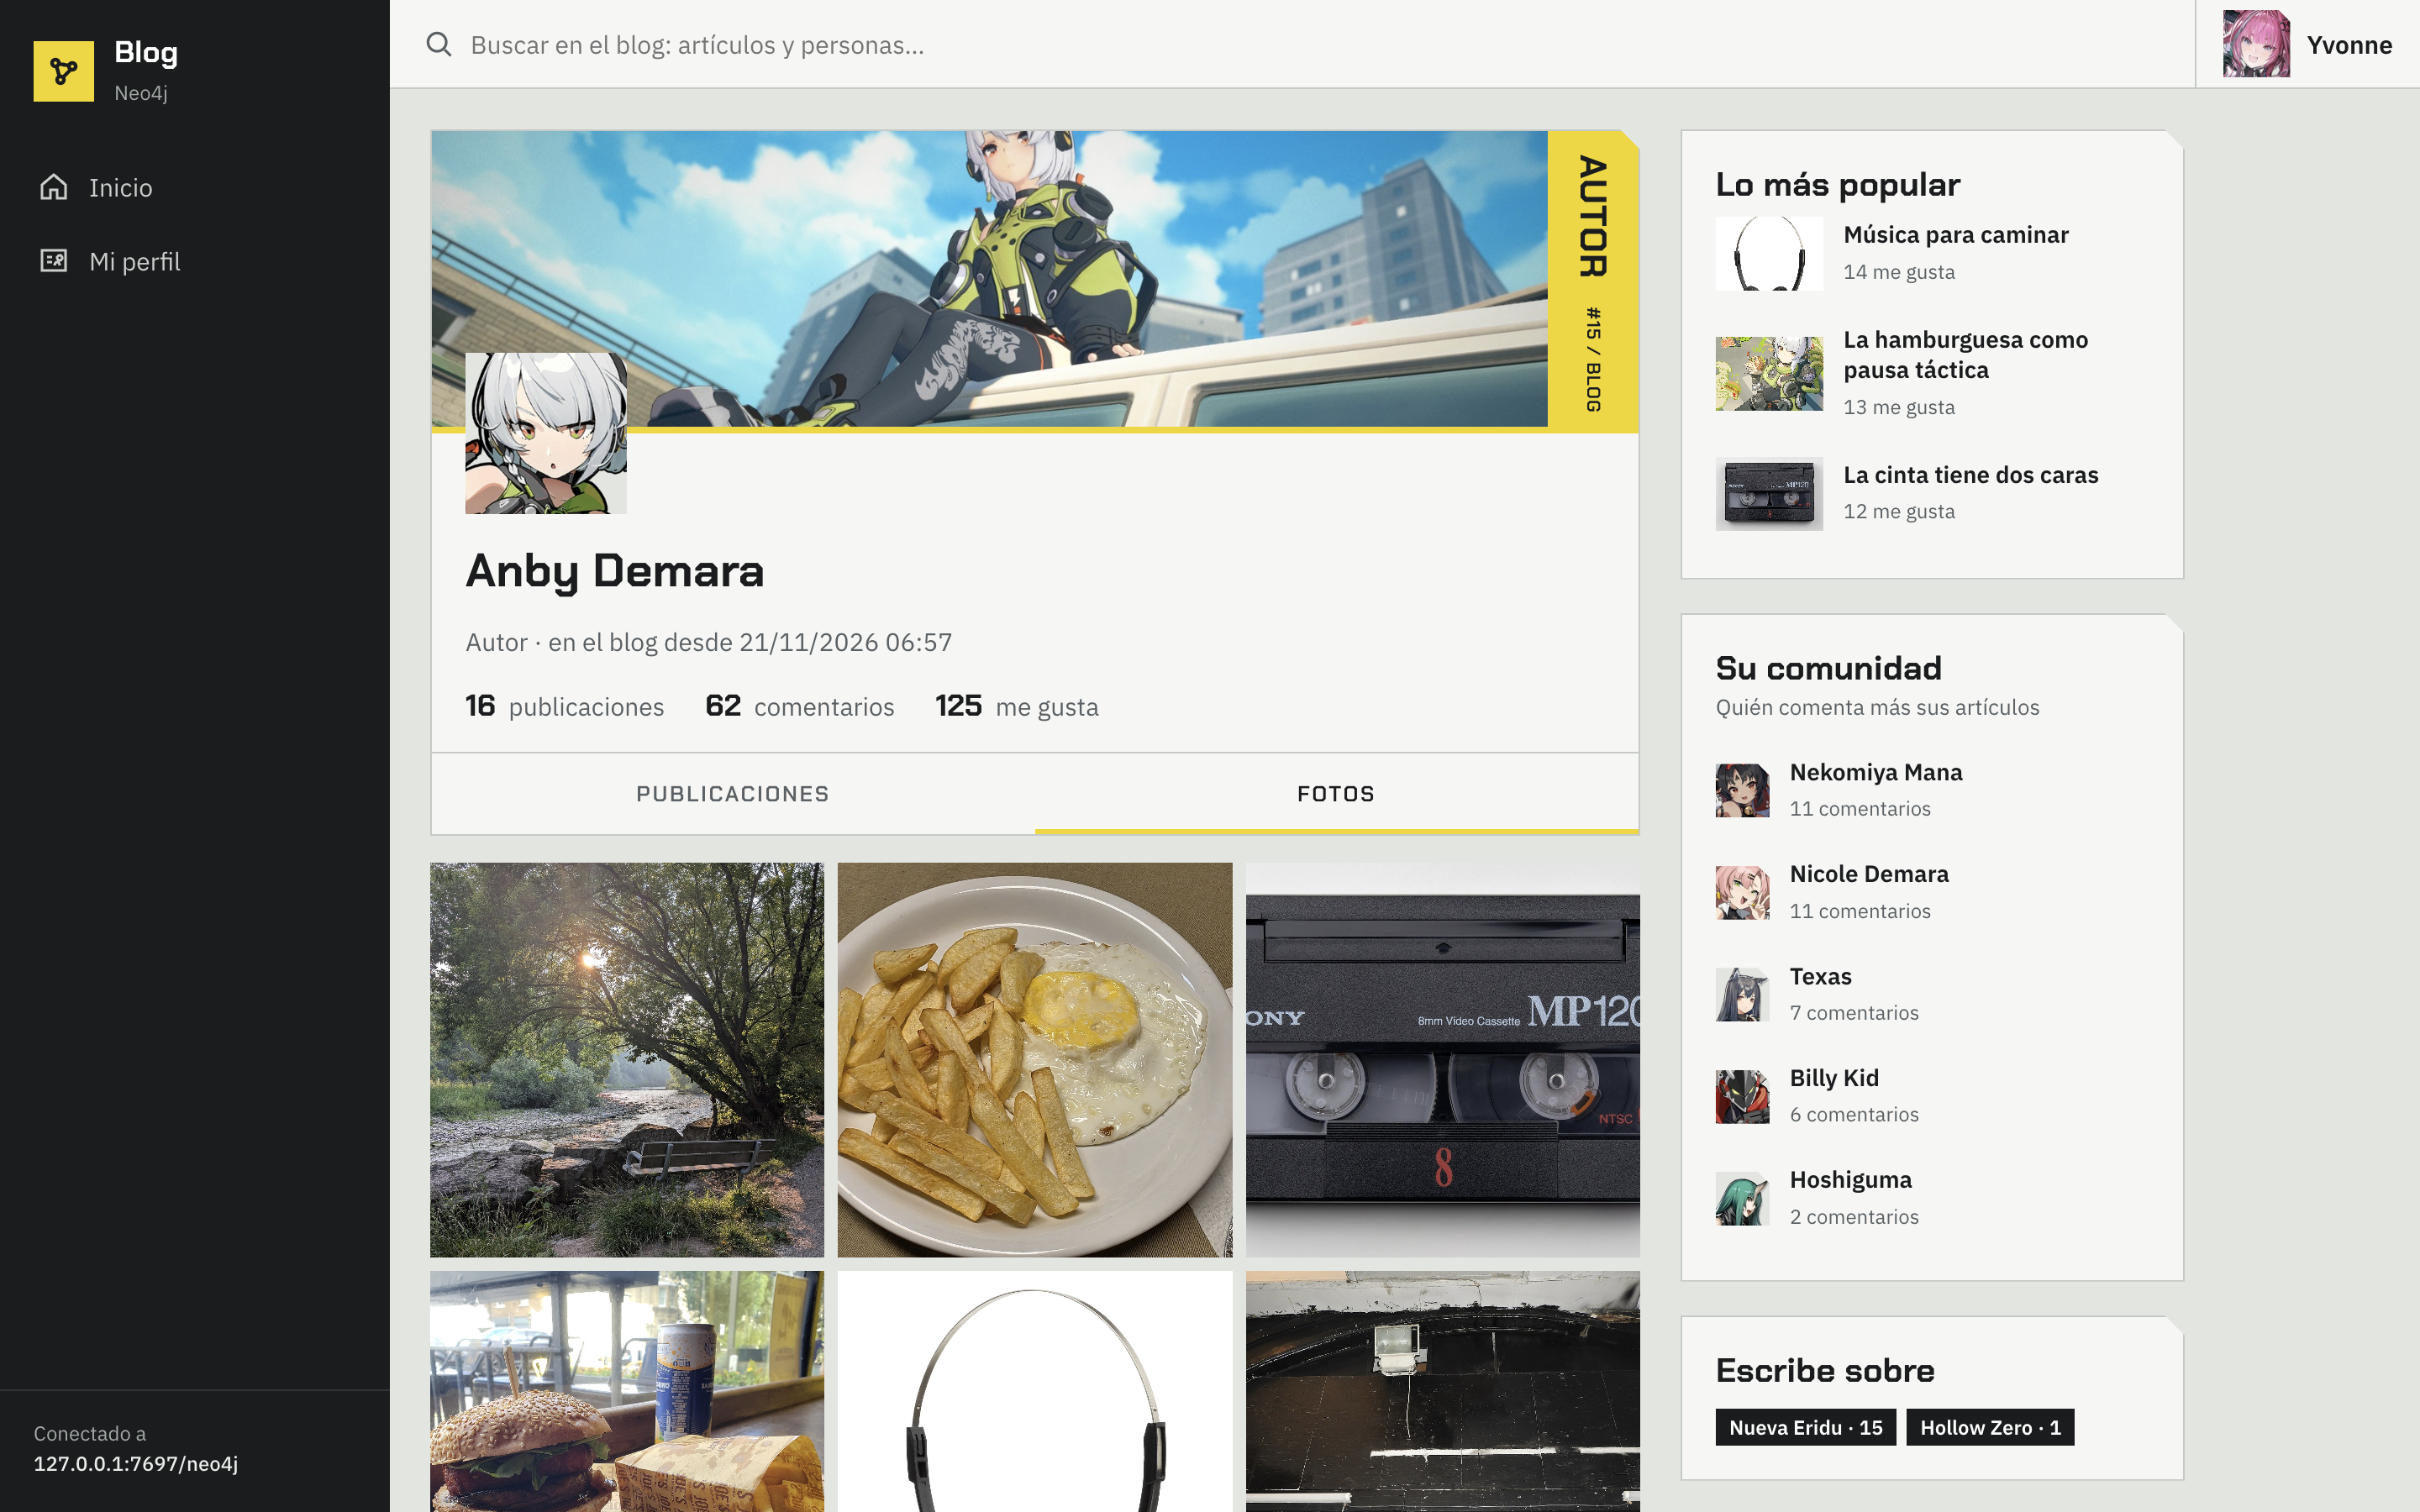 Blog
Neo4j
Inicio
Mi perfil
Conectado a
127.0.0.1:7697/neo4j
Buscar en el blog: artículos y personas...
Yvonne
AUTOR
#15 / BLOG
Anby Demara
Autor · en el blog desde 21/11/2026 06:57
16 publicaciones 62 comentarios 125 me gusta
PUBLICACIONES FOTOS
ONY
8mm Video Cassette MP120
NTSC
8
Lo más popular
Música para caminar
14 me gusta
La hamburguesa como
pausa táctica
13 me gusta
La cinta tiene dos caras
12 me gusta
Su comunidad
Quién comenta más sus artículos
Nekomiya Mana
11 comentarios
Nicole Demara
11 comentarios
Texas
7 comentarios
Billy Kid
6 comentarios
Hoshiguma
2 comentarios
Escribe sobre
Nueva Eridu · 15 Hollow Zero · 1